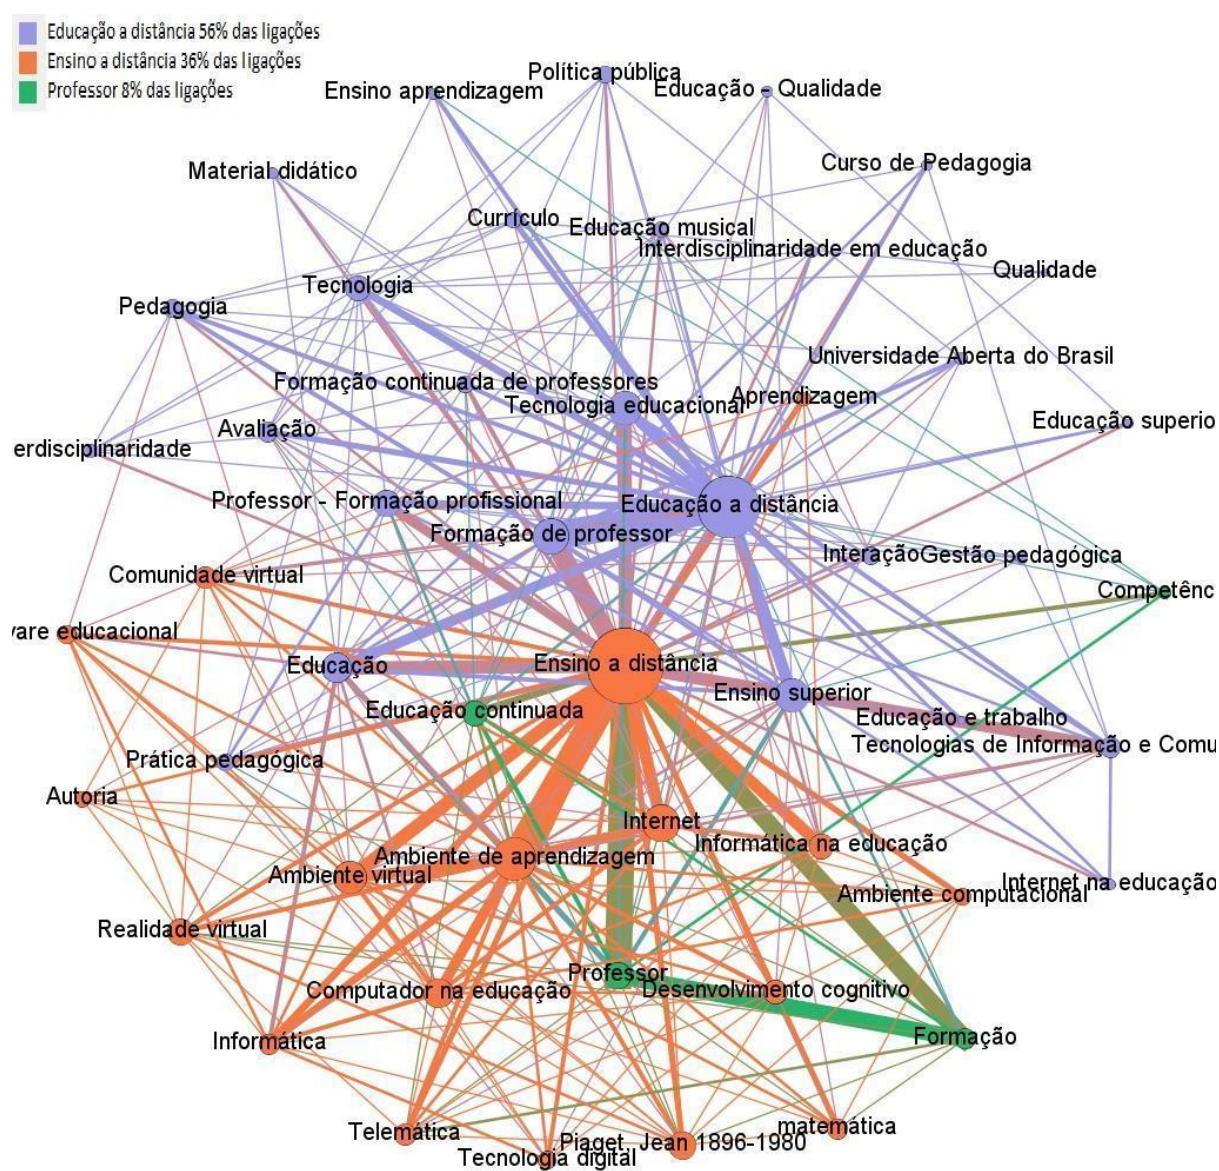 Educação a distância 56% das ligações
Ensino a distância 36% das ligações
Professor 8% das ligações
Política pública
Ensino aprendizagem
Educação - Qualidade
Material didático
Curso de Pedagogia
Currículo
Educação musical
Interdisciplinaridade em educação
Qualidade
Tecnologia
Pedagogia
Universidade Aberta do Brasil
Formação continuada de professores
Tecnologia educacional
Aprendizagem
Avaliação
Educação superio
erdisciplinaridade
Professor - Formação profissional
Educação a distância
Formação de professor
Interação
Gestão pedagógica
Comunidade virtual
Competênc
vare educacional
Educação
Ensino a distância
Ensino superior
Educação continuada
Educação e trabalho
Tecnologias de Informação e Comu
Prática pedagógica
Autoria
Internet
Informática na educação
Ambiente de aprendizagem
Ambiente virtual
Internet na educação
Ambiente computacional
Realidade virtual
Professor
Computador na educação
Desenvolvimento cognitivo
Informática
Formação
Telemática
Piaget, Jean 1896-1980
matemática
Tecnologia digital